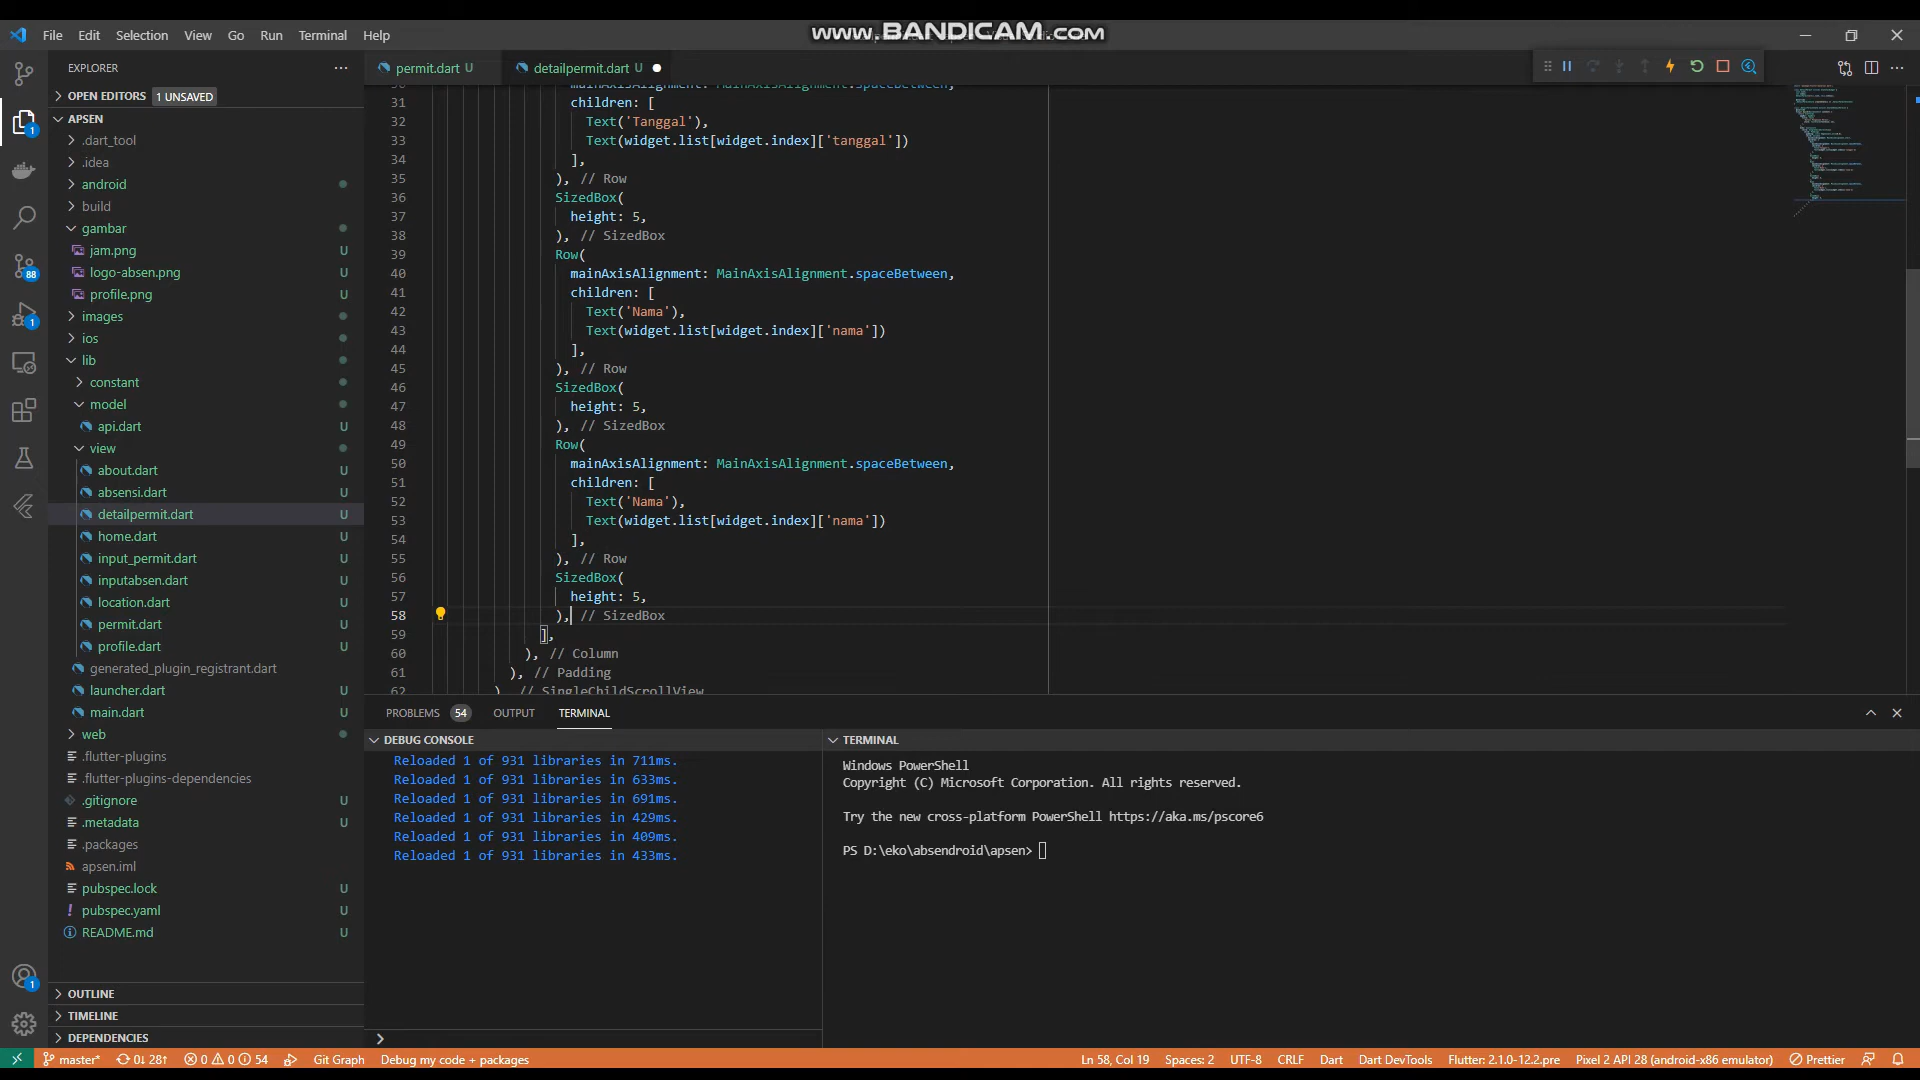 www.BANDICAM.com
File Edit Selection View Go Run Terminal Help
EXPLORER
permit.dart U
detailpermit.dart U
OPEN EDITORS 1 UNSAVED
APSEN
.dart_tool
.idea
android
build
gambar
jam.png U
logo-absen.png U
profile.png U
images
ios
lib
constant
model
api.dart U
view
about.dart U
absensi.dart U
detailpermit.dart U
home.dart U
input_permit.dart U
inputabsen.dart U
location.dart U
permit.dart U
profile.dart U
generated_plugin_registrant.dart
launcher.dart U
main.dart U
web
.flutter-plugins
.flutter-plugins-dependencies
.gitignore U
.metadata U
.packages
apsen.iml
pubspec.lock U
pubspec.yaml U
README.md U
OUTLINE
TIMELINE
DEPENDENCIES
88
1
1
1
mainAxisAlignment: MainAxisAlignment.spaceBetween,
31 children: [
32 Text('Tanggal'),
33 Text(widget.list[widget.index]['tanggal'])
34 ],
35 ), // Row
36 SizedBox(
37 height: 5,
38 ), // SizedBox
39 Row(
40 mainAxisAlignment: MainAxisAlignment.spaceBetween,
41 children: [
42 Text('Nama'),
43 Text(widget.list[widget.index]['nama'])
44 ],
45 ), // Row
46 SizedBox(
47 height: 5,
48 ), // SizedBox
49 Row(
50 mainAxisAlignment: MainAxisAlignment.spaceBetween,
51 children: [
52 Text('Nama'),
53 Text(widget.list[widget.index]['nama'])
54 ],
55 ), // Row
56 SizedBox(
57 height: 5,
58 ), // SizedBox
59 ],
60 ), // Column
61 ), // Padding
62 ), // SingleChildScrollView
PROBLEMS 54 OUTPUT TERMINAL
DEBUG CONSOLE
Reloaded 1 of 931 libraries in 711ms.
Reloaded 1 of 931 libraries in 633ms.
Reloaded 1 of 931 libraries in 691ms.
Reloaded 1 of 931 libraries in 429ms.
Reloaded 1 of 931 libraries in 409ms.
Reloaded 1 of 931 libraries in 433ms.
TERMINAL
Windows PowerShell
Copyright (C) Microsoft Corporation. All rights reserved.
Try the new cross-platform PowerShell https://aka.ms/pscore6
PS D:\eko\absendroid\apsen>
master* 0↓ 28↑ 0 0 54 Git Graph Debug my code + packages Ln 58, Col 19 Spaces: 2 UTF-8 CRLF Dart Dart DevTools Flutter: 2.1.0-12.2.pre Pixel 2 API 28 (android-x86 emulator) Prettier